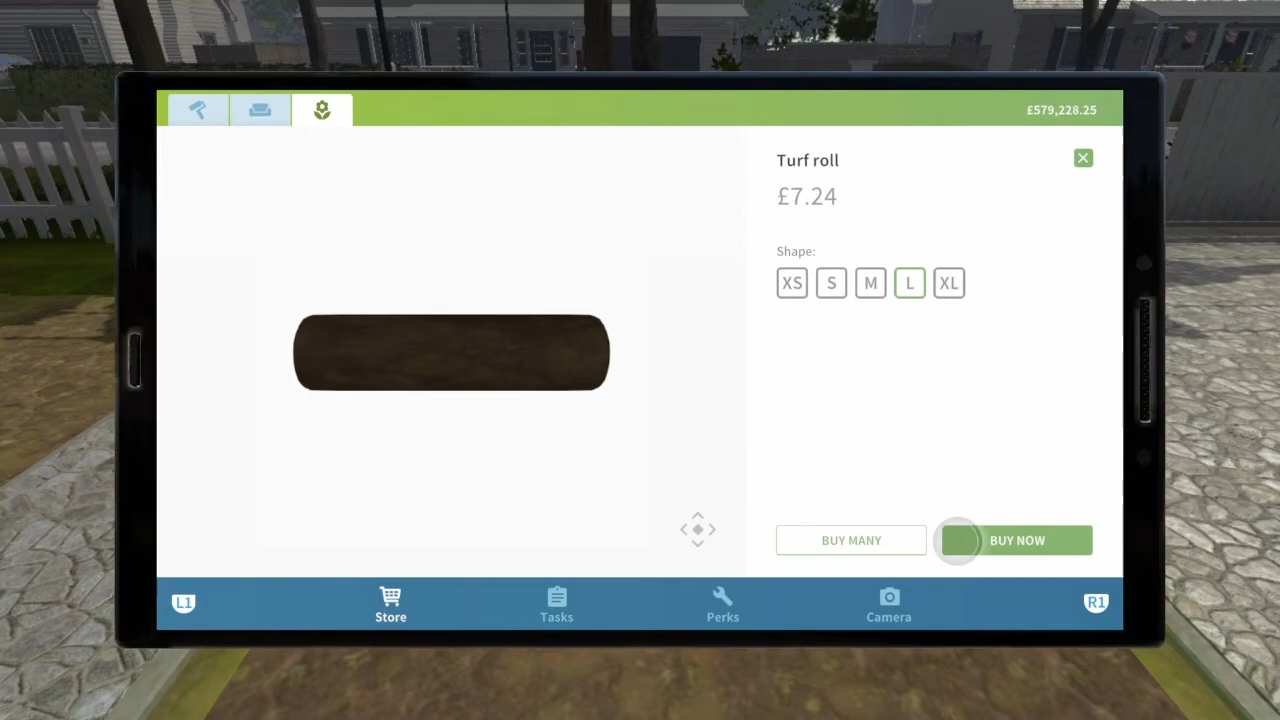 £579,228.25
Turf roll
£7.24
Shape:
XS S M L XL
BUY MANY BUY NOW
L1 Store Tasks Perks Camera R1